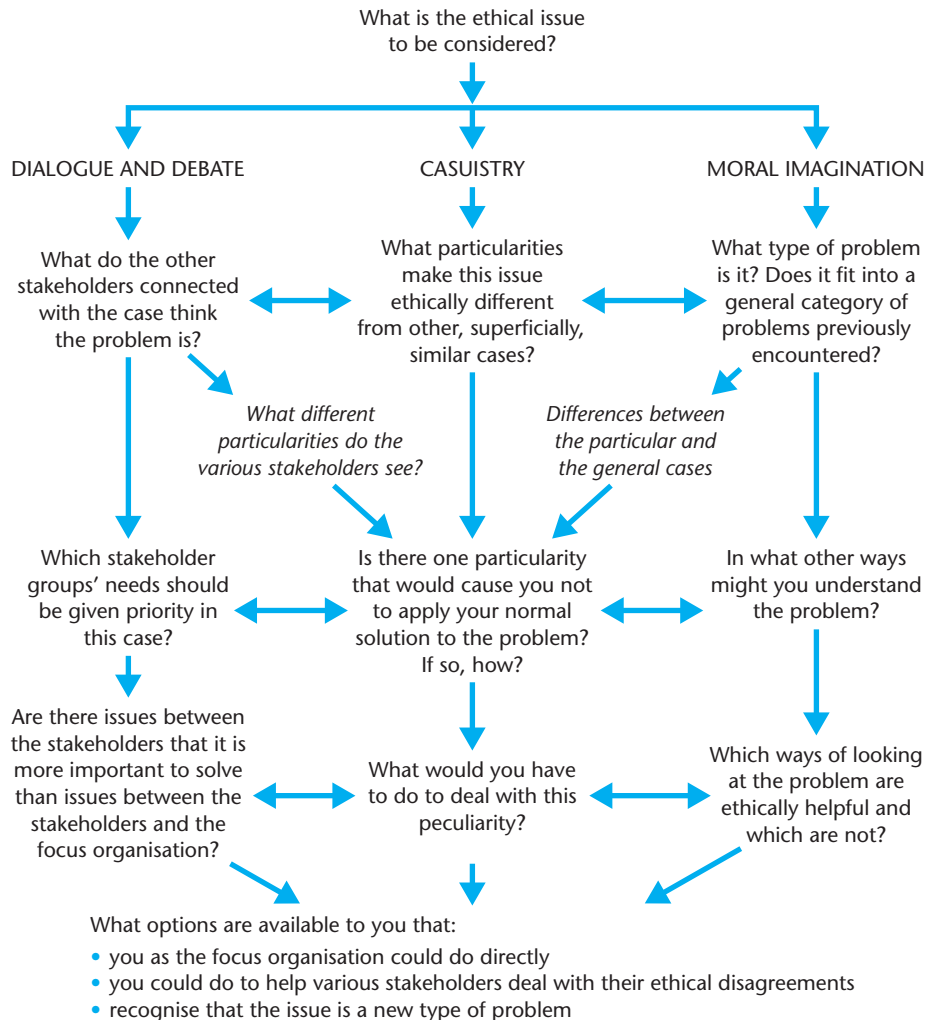 What is the ethical issue
to be considered?
DIALOGUE AND DEBATE
CASUISTRY
MORAL IMAGINATION
What do the other
stakeholders connected
with the case think
the problem is?
What particularities
make this issue
ethically different
from other, superficially,
similar cases?
What type of problem
is it? Does it fit into a
general category of
problems previously
encountered?
What different
particularities do the
various stakeholders see?
Differences between
the particular and
the general cases
Which stakeholder
groups’ needs should
be given priority in
this case?
Is there one particularity
that would cause you not
to apply your normal
solution to the problem?
If so, how?
In what other ways
might you understand
the problem?
Are there issues between
the stakeholders that it is
more important to solve
than issues between the
stakeholders and the
focus organisation?
What would you have
to do to deal with this
peculiarity?
Which ways of looking
at the problem are
ethically helpful and
which are not?
What options are available to you that:
• you as the focus organisation could do directly
• you could do to help various stakeholders deal with their ethical disagreements
• recognise that the issue is a new type of problem